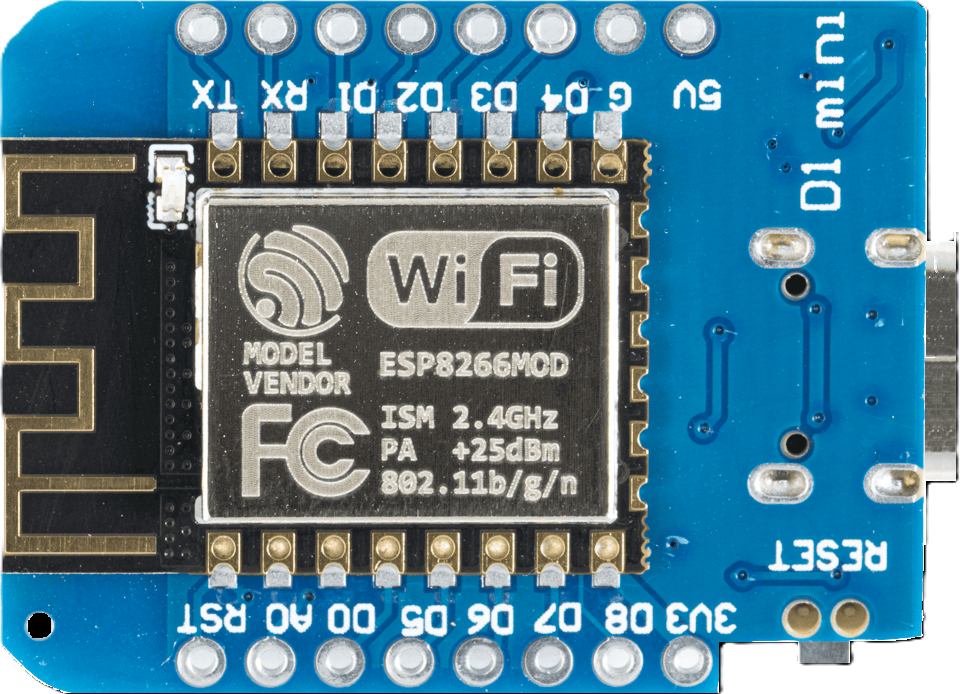 TX RX D1 D2 D3 D4 G 5V
D1 mini
WiFi
MODEL
VENDOR
ESP8266MOD
FC
ISM 2.4GHz
PA +25dBm
802.11b/g/n
RESET
RST A0 D0 D5 D6 D7 D8 3V3